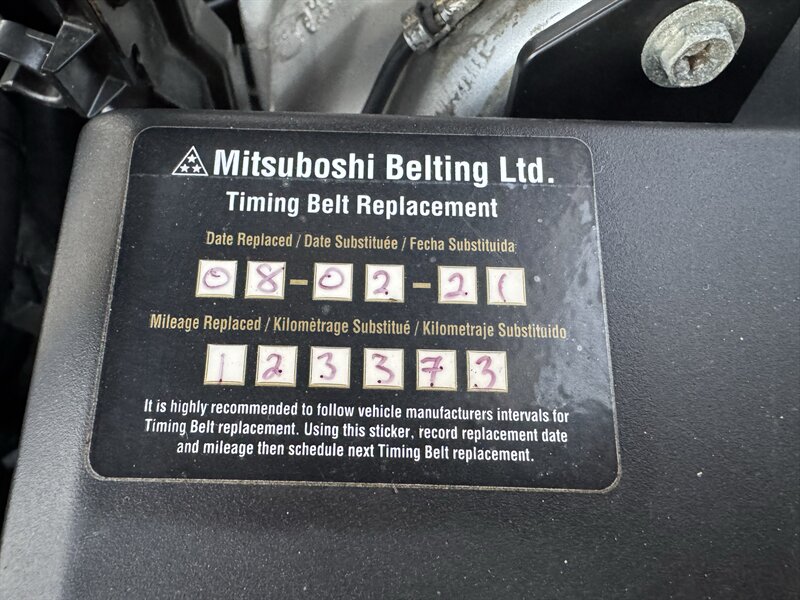 Mitsuboshi Belting Ltd.
Timing Belt Replacement
Date Replaced / Date Substituée / Fecha Substituida
08-02-21
Mileage Replaced / Kilomètrage Substitué / Kilometraje Substituido
123373
It is highly recommended to follow vehicle manufacturers intervals for
Timing Belt replacement. Using this sticker, record replacement date
and mileage then schedule next Timing Belt replacement.